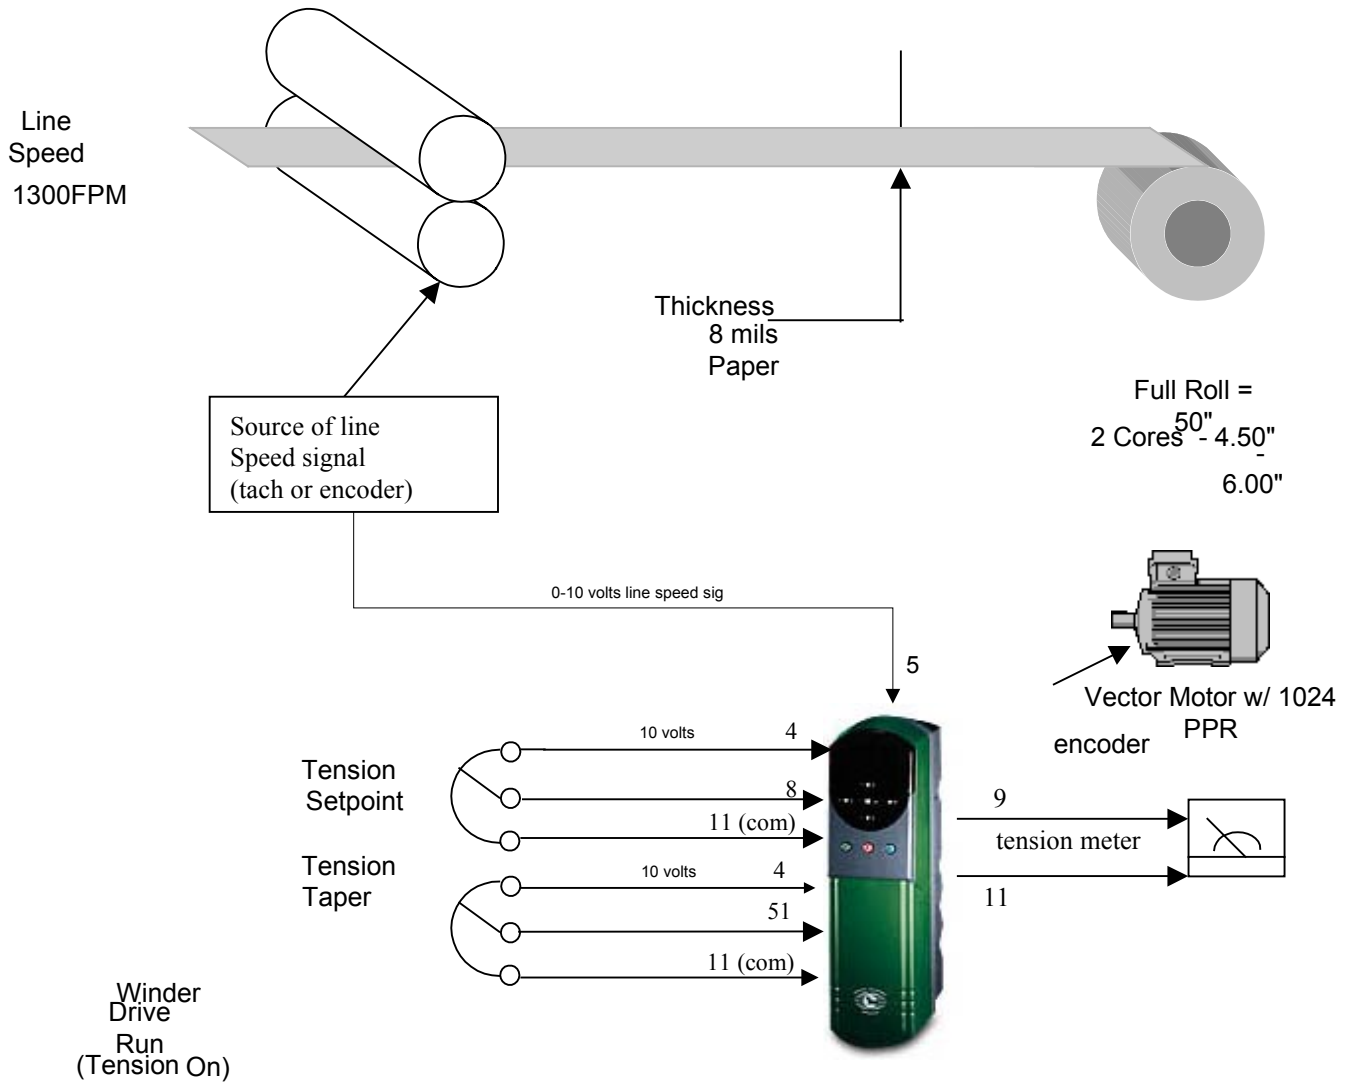 Line
Speed
1300FPM
Thickness
8 mils
Paper
Full Roll =
50"
2 Cores - 4.50"
-
6.00"
Source of line
Speed signal
(tach or encoder)
0-10 volts line speed sig
5
Vector Motor w/ 1024
PPR
encoder
Tension
Setpoint
10 volts
4
8
11 (com)
Tension
Taper
10 volts
4
51
11 (com)
9
tension meter
11
Winder
Drive
Run
(Tension On)